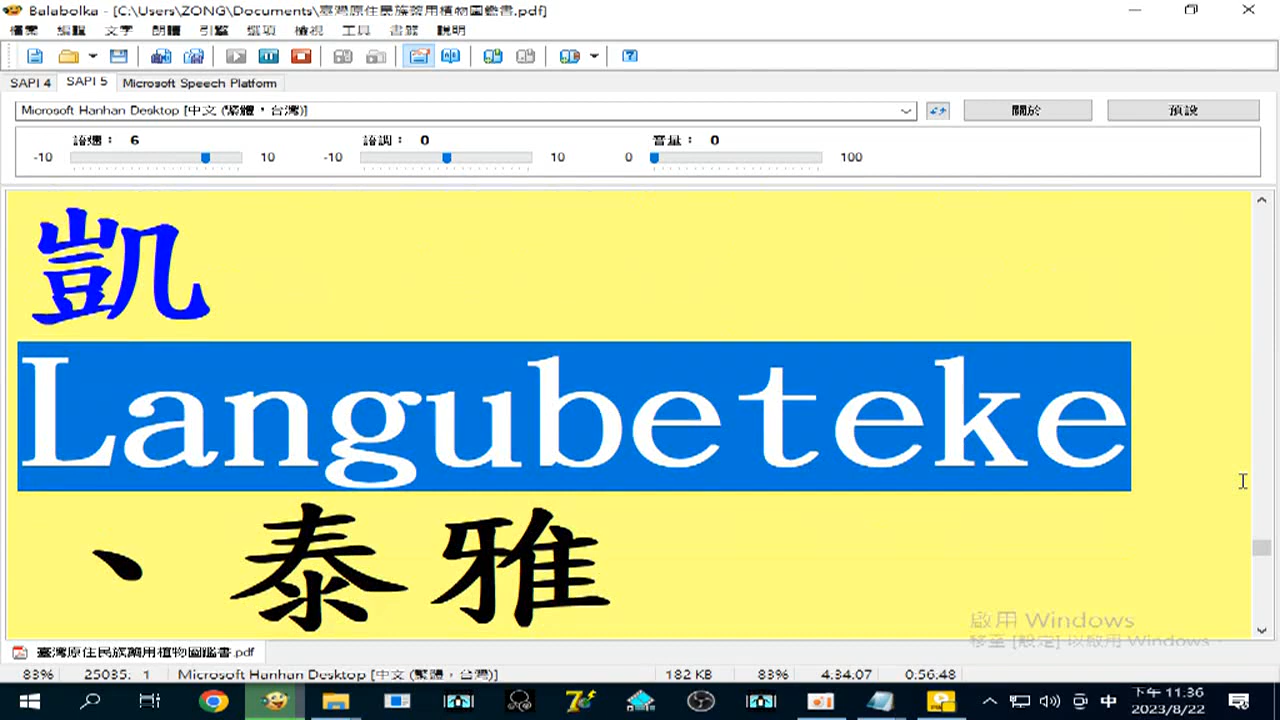 Balabolka - [C:\Users\ZONG\Documents\臺灣原住民族藥用植物圖鑑書.pdf]
檔案 編輯 文字 朗讀 引擎 選項 檢視 工具 書籤 說明
SAPI 4 SAPI 5 Microsoft Speech Platform
Microsoft Hanhan Desktop [中文 (繁體，台灣)] 關於 預設
語速： 6 語調： 0 音量： 0
-10 10 -10 10 0 100
凱
Langubeteke
、泰雅
啟用 Windows
移至 [設定] 以啟用 Windows。
臺灣原住民族藥用植物圖鑑書.pdf
83% 25035: 1 Microsoft Hanhan Desktop [中文 (繁體，台灣)] 182 KB 83% 4:34:07 0:56:48
中 下午 11:36
2023/8/22